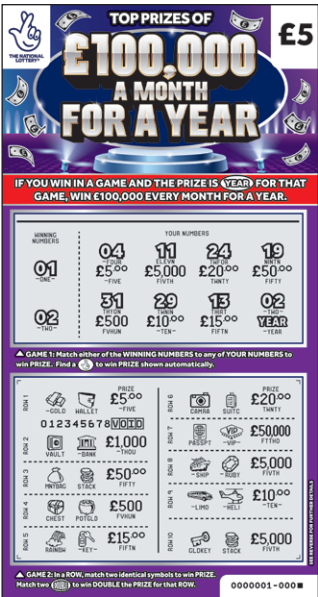 TOP PRIZES OF
£5
THE NATIONAL
LOTTERY
£100,000
A MONTH
FOR A YEAR
IF YOU WIN IN A GAME AND THE PRIZE IS YEAR FOR THAT
GAME, WIN £100,000 EVERY MONTH FOR A YEAR.
WINNING
NUMBERS
YOUR NUMBERS
01
-ONE-
02
-TWO-
04 11 24 19
-FOUR ELEVN TWFOR NINTN
£5.00 £5,000 £20.00 £50.00
-FIVE FIVTH TWNTY FIFTY
31 29 13 02
THYON TWNIN THRT -TWO-
£500 £10.00 £15.00 YEAR
FVHUN -TEN- FIFTN -YEAR
GAME 1: Match either of the WINNING NUMBERS to any of YOUR NUMBERS to
win PRIZE. Find a to win PRIZE shown automatically.
PRIZE
ROW 1 £5.00
-GOLD WALLET -FIVE
012345678 VOID
ROW 2 £1,000
VAULT -BANK -THOU
ROW 3 £50.00
MNYBAG STACK FIFTY
ROW 4 £500
CHEST POTGLD FVHUN
ROW 5 £15.00
RAINBW -KEY- FIFTN
PRIZE
ROW 6 £20.00
CAMRA SUITC TWNTY
ROW 7 VIP £50,000
PASSPT -VIP- FTTHO
ROW 8 £5,000
-SHIP RUBY FIVTH
ROW 9 £10.00
-LIMO -HELI -TEN-
ROW 10 £5,000
GLDKEY STACK FIVTH
GAME 2: In a ROW, match two identical symbols to win PRIZE.
Match two to win DOUBLE the PRIZE for that ROW.
0000001-000
SEE REVERSE FOR FURTHER DETAILS